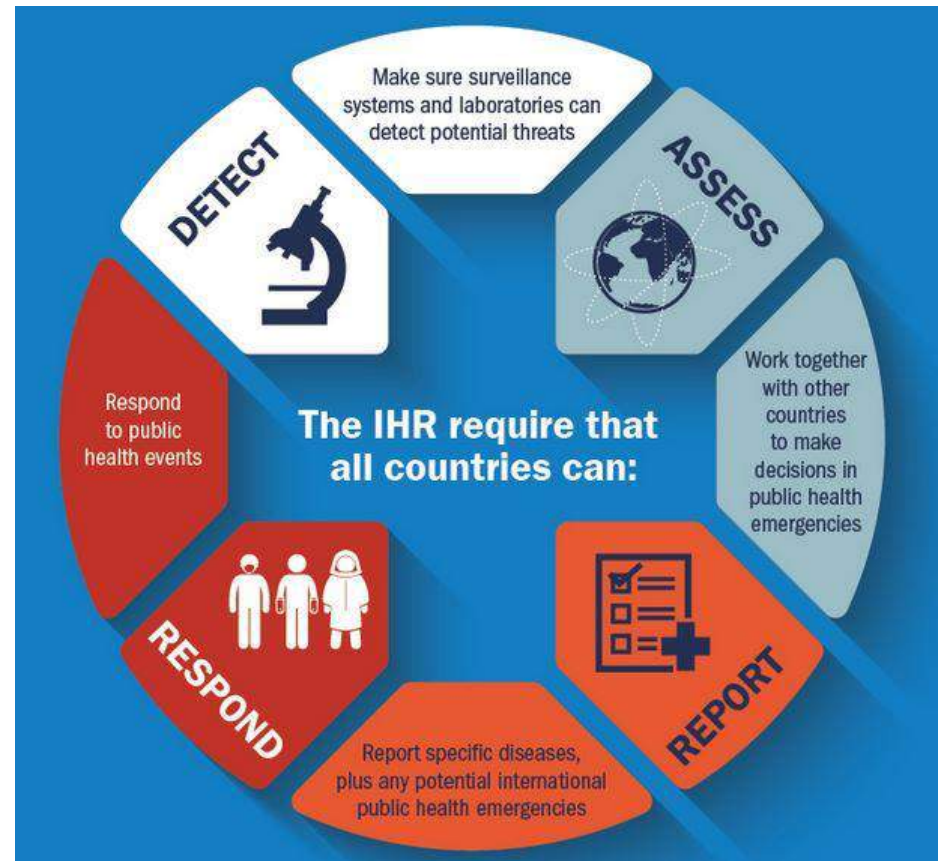 The IHR require that
all countries can:
DETECT
Make sure surveillance
systems and laboratories can
detect potential threats
ASSESS
Work together
with other
countries
to make
decisions in
public health
emergencies
REPORT
Report specific diseases,
plus any potential international
public health emergencies
RESPOND
Respond
to public
health events